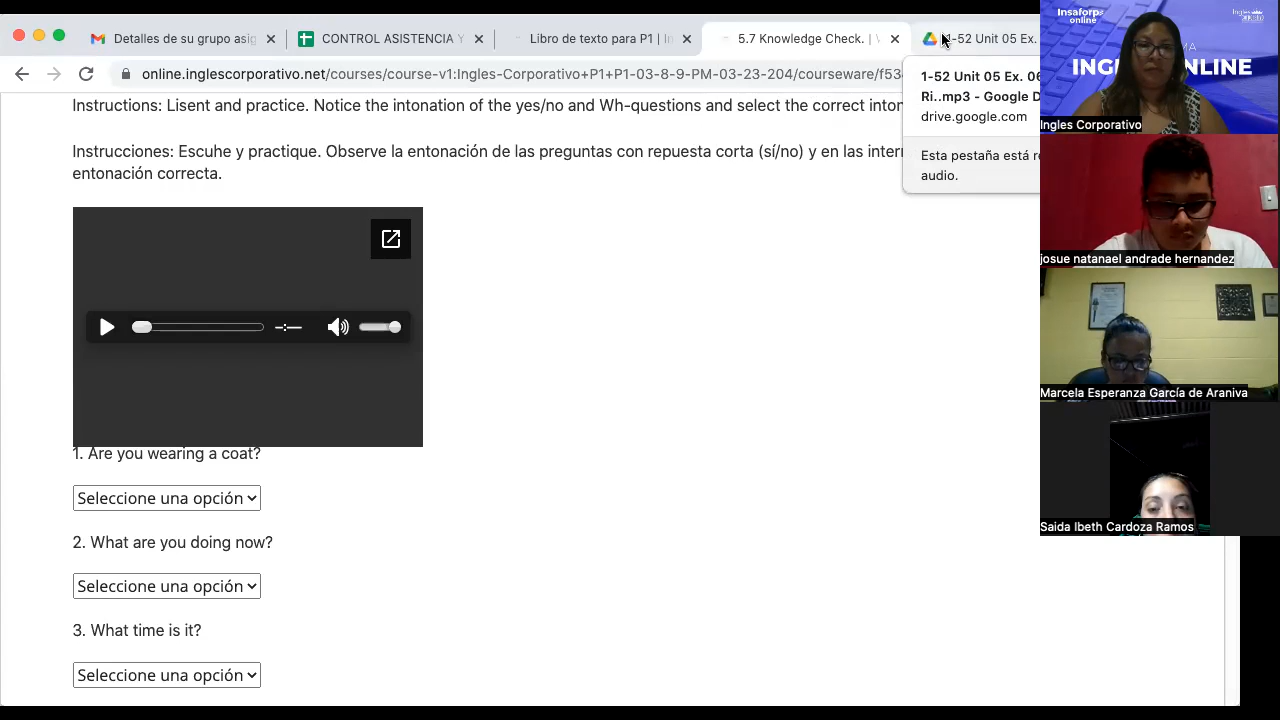 Detalles de su grupo asig
CONTROL ASISTENCIA Y
Libro de texto para P1 | In
5.7 Knowledge Check. | V
1-52 Unit 05 Ex.
online.inglescorporativo.net/coursss/course-v1:Ingles-Corporativo+P1+P1-03-8-9-PM-03-23-204/courseware/f53
1-52 Unit 05 Ex. 06
Ri..mp3 - Google D
drive.google.com
Esta pestaña está re
audio.
Instructions: Lisent and practice. Notice the intonation of the yes/no and Wh-questions and select the correct inton
Instrucciones: Escuhe y practique. Observe la entonación de las preguntas con repuesta corta (sí/no) y en las interr
entonación correcta.
1. Are you wearing a coat?
Seleccione una opción
2. What are you doing now?
Seleccione una opción
3. What time is it?
Seleccione una opción
Insaforp
online
INGL ONLINE
Ingles Corporativo
josue natanael andrade hernandez
Marcela Esperanza García de Araniva
Saida Ibeth Cardoza Ramos